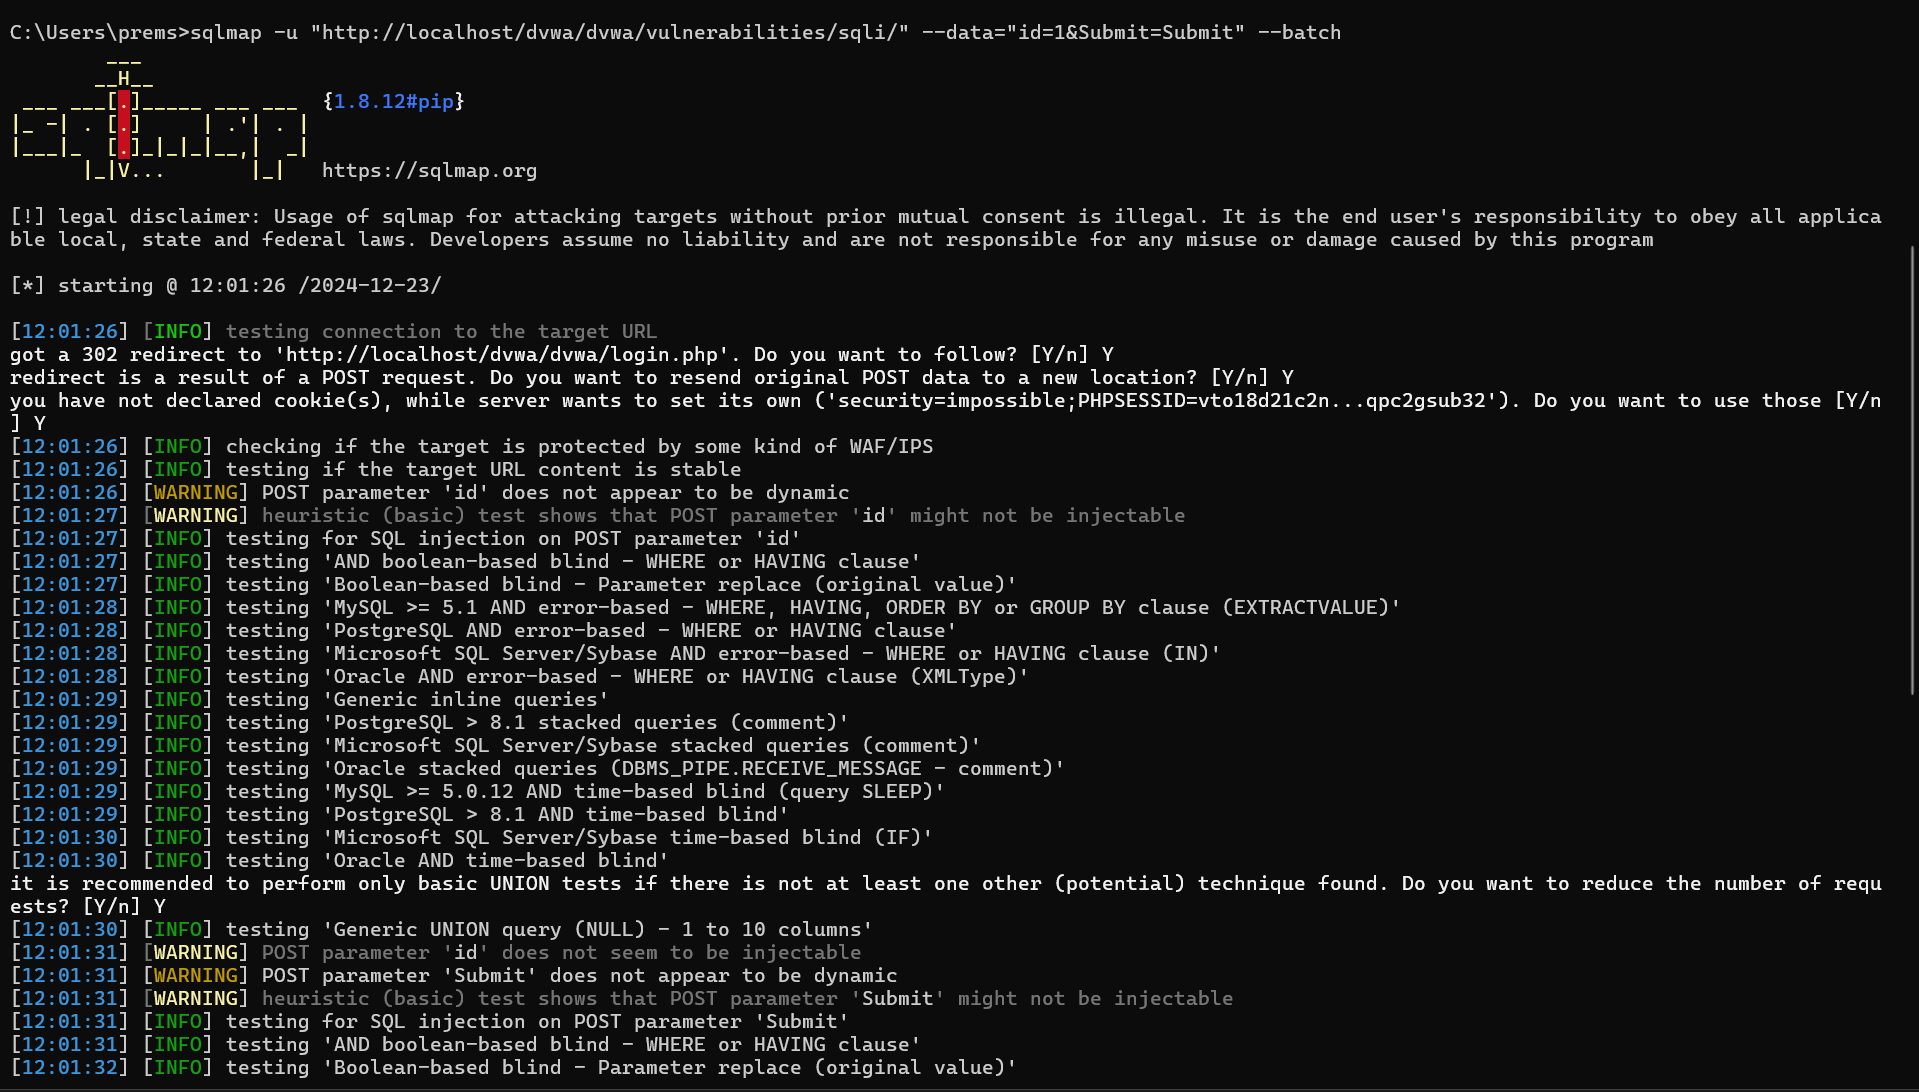 C:\Users\prems>sqlmap -u "http://localhost/dvwa/dvwa/vulnerabilities/sqli/" --data="id=1&Submit=Submit" --batch
        ___
       __H__
 ___ ___[.]_____ ___ ___  {1.8.12#pip}
|_ -| . [.]     | .'| . |
|___|_  [.]_|_|_|__,|  _|
      |_|V...       |_|   https://sqlmap.org
[!] legal disclaimer: Usage of sqlmap for attacking targets without prior mutual consent is illegal. It is the end user's responsibility to obey all applica
ble local, state and federal laws. Developers assume no liability and are not responsible for any misuse or damage caused by this program
[*] starting @ 12:01:26 /2024-12-23/
[12:01:26] [INFO] testing connection to the target URL
got a 302 redirect to 'http://localhost/dvwa/dvwa/login.php'. Do you want to follow? [Y/n] Y
redirect is a result of a POST request. Do you want to resend original POST data to a new location? [Y/n] Y
you have not declared cookie(s), while server wants to set its own ('security=impossible;PHPSESSID=vto18d21c2n...qpc2gsub32'). Do you want to use those [Y/n
] Y
[12:01:26] [INFO] checking if the target is protected by some kind of WAF/IPS
[12:01:26] [INFO] testing if the target URL content is stable
[12:01:26] [WARNING] POST parameter 'id' does not appear to be dynamic
[12:01:27] [WARNING] heuristic (basic) test shows that POST parameter 'id' might not be injectable
[12:01:27] [INFO] testing for SQL injection on POST parameter 'id'
[12:01:27] [INFO] testing 'AND boolean-based blind - WHERE or HAVING clause'
[12:01:27] [INFO] testing 'Boolean-based blind - Parameter replace (original value)'
[12:01:28] [INFO] testing 'MySQL >= 5.1 AND error-based - WHERE, HAVING, ORDER BY or GROUP BY clause (EXTRACTVALUE)'
[12:01:28] [INFO] testing 'PostgreSQL AND error-based - WHERE or HAVING clause'
[12:01:28] [INFO] testing 'Microsoft SQL Server/Sybase AND error-based - WHERE or HAVING clause (IN)'
[12:01:28] [INFO] testing 'Oracle AND error-based - WHERE or HAVING clause (XMLType)'
[12:01:29] [INFO] testing 'Generic inline queries'
[12:01:29] [INFO] testing 'PostgreSQL > 8.1 stacked queries (comment)'
[12:01:29] [INFO] testing 'Microsoft SQL Server/Sybase stacked queries (comment)'
[12:01:29] [INFO] testing 'Oracle stacked queries (DBMS_PIPE.RECEIVE_MESSAGE - comment)'
[12:01:29] [INFO] testing 'MySQL >= 5.0.12 AND time-based blind (query SLEEP)'
[12:01:29] [INFO] testing 'PostgreSQL > 8.1 AND time-based blind'
[12:01:30] [INFO] testing 'Microsoft SQL Server/Sybase time-based blind (IF)'
[12:01:30] [INFO] testing 'Oracle AND time-based blind'
it is recommended to perform only basic UNION tests if there is not at least one other (potential) technique found. Do you want to reduce the number of requ
ests? [Y/n] Y
[12:01:30] [INFO] testing 'Generic UNION query (NULL) - 1 to 10 columns'
[12:01:31] [WARNING] POST parameter 'id' does not seem to be injectable
[12:01:31] [WARNING] POST parameter 'Submit' does not appear to be dynamic
[12:01:31] [WARNING] heuristic (basic) test shows that POST parameter 'Submit' might not be injectable
[12:01:31] [INFO] testing for SQL injection on POST parameter 'Submit'
[12:01:31] [INFO] testing 'AND boolean-based blind - WHERE or HAVING clause'
[12:01:32] [INFO] testing 'Boolean-based blind - Parameter replace (original value)'